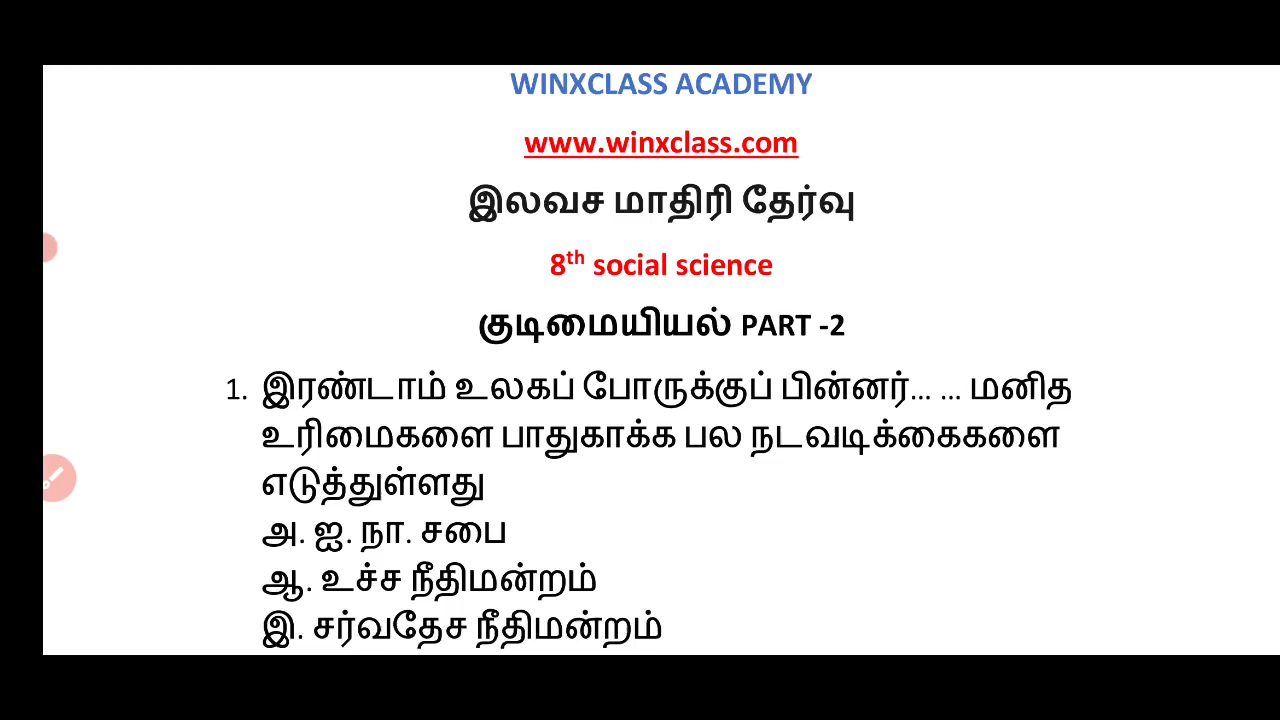 WINXCLASS ACADEMY
www.winxclass.com
இலவச மாதிரி தேர்வு
8th social science
குடிமையியல் PART -2
1. இரண்டாம் உலகப் போருக்குப் பின்னர்... ... மனித
உரிமைகளை பாதுகாக்க பல நடவடிக்கைகளை
எடுத்துள்ளது
அ. ஐ. நா. சபை
ஆ. உச்ச நீதிமன்றம்
இ. சர்வதேச நீதிமன்றம்